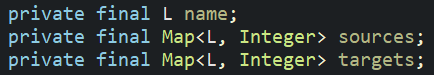 private final L name;
private final Map<L, Integer> sources;
private final Map<L, Integer> targets;